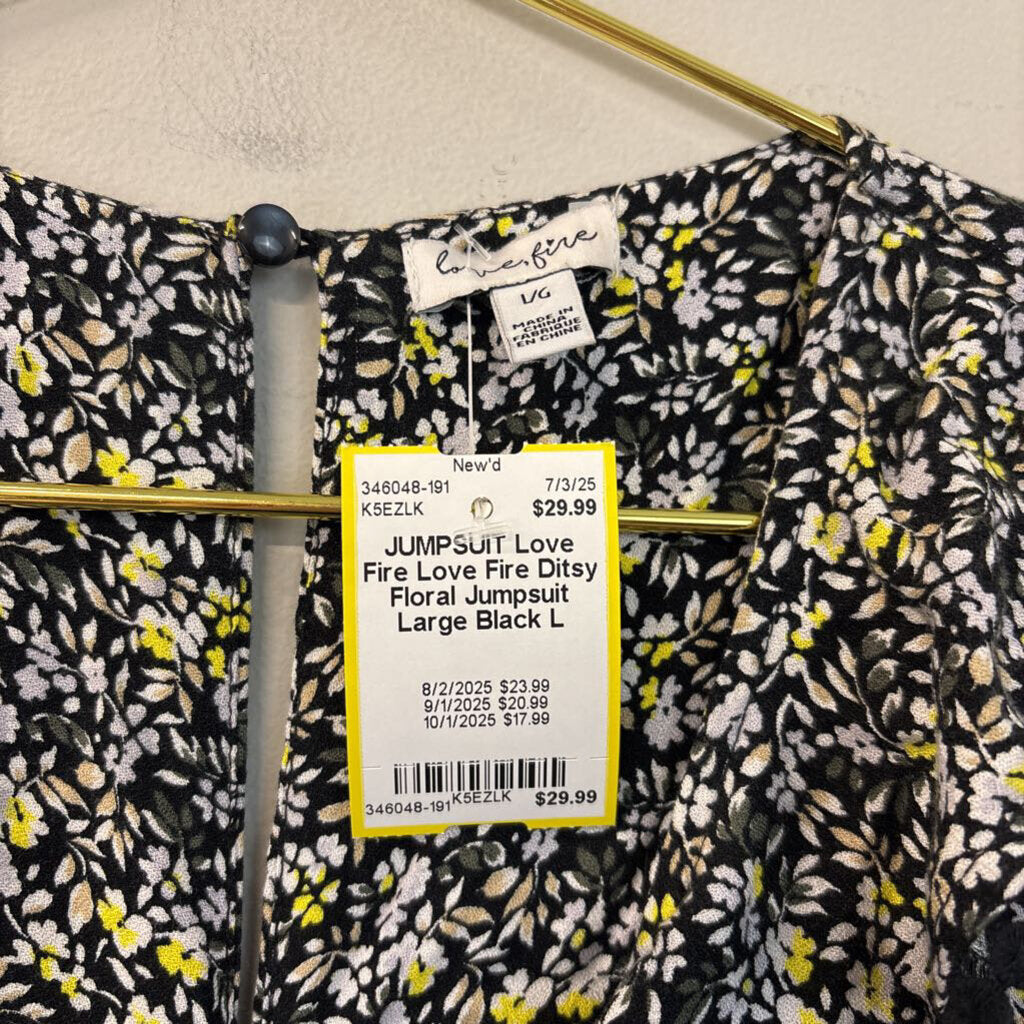 love, fire
L/G
MADE IN
CHINA
FABRIQUE
EN CHINE
New'd
346048-191 7/3/25
K5EZLK $29.99
JUMPSUIT Love
Fire Love Fire Ditsy
Floral Jumpsuit
Large Black L
8/2/2025 $23.99
9/1/2025 $20.99
10/1/2025 $17.99
346048-191 K5EZLK $29.99